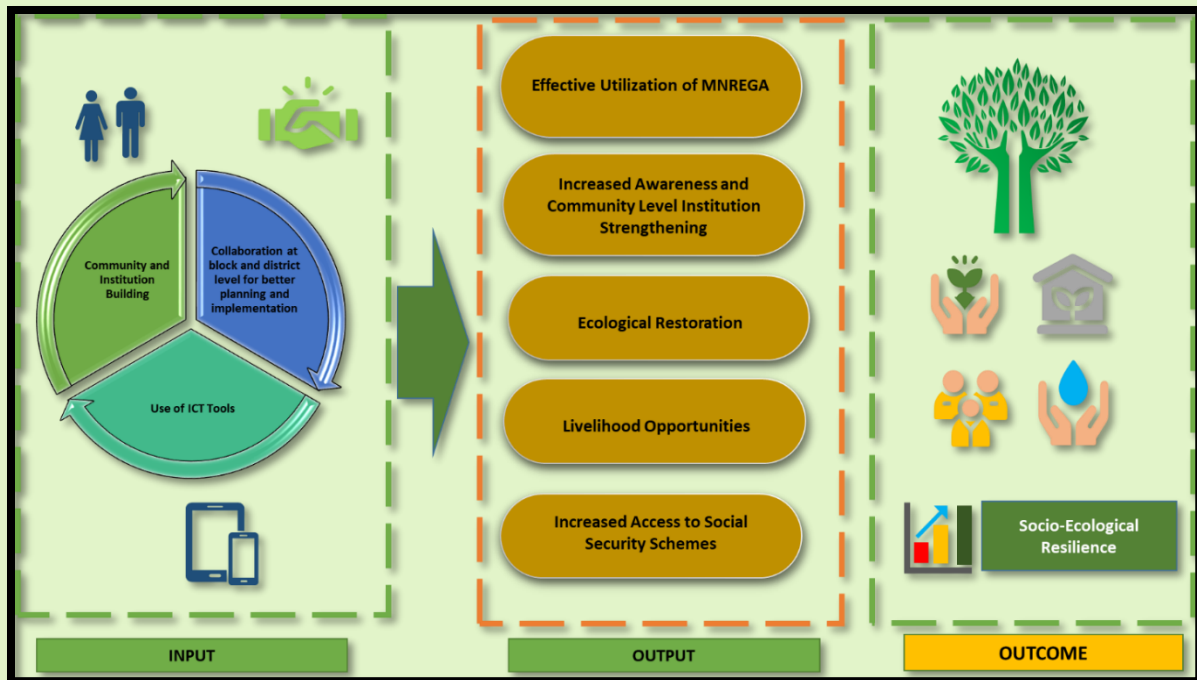 Community and
Institution
Building
Collaboration at
block and district
level for better
planning and
implementation
Use of ICT Tools
INPUT
Effective Utilization of MNREGA
Increased Awareness and
Community Level Institution
Strengthening
Ecological Restoration
Livelihood Opportunities
Increased Access to Social
Security Schemes
OUTPUT
Socio-Ecological
Resilience
OUTCOME